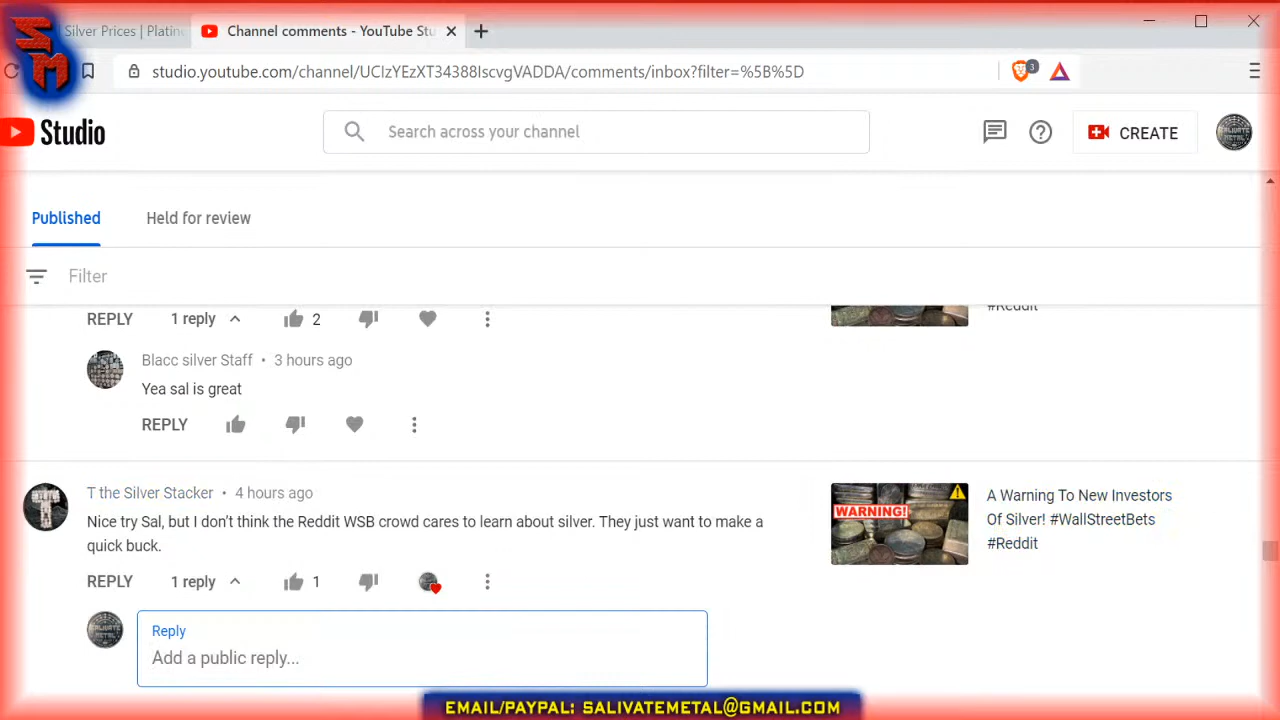 SM
Silver Prices | Platin
Channel comments - YouTube Stu
studio.youtube.com/channel/UCIzYEzXT34388IscvgVADDA/comments/inbox?filter=%5B%5D
3
Studio
Search across your channel
CREATE
Published
Held for review
Filter
REPLY 1 reply 2
#Reddit
Blacc silver Staff • 3 hours ago
Yea sal is great
REPLY
T the Silver Stacker • 4 hours ago
Nice try Sal, but I don't think the Reddit WSB crowd cares to learn about silver. They just want to make a
quick buck.
REPLY 1 reply 1
WARNING!
A Warning To New Investors
Of Silver! #WallStreetBets
#Reddit
Reply
Add a public reply...
EMAIL/PAYPAL: SALIVATEMETAL@GMAIL.COM